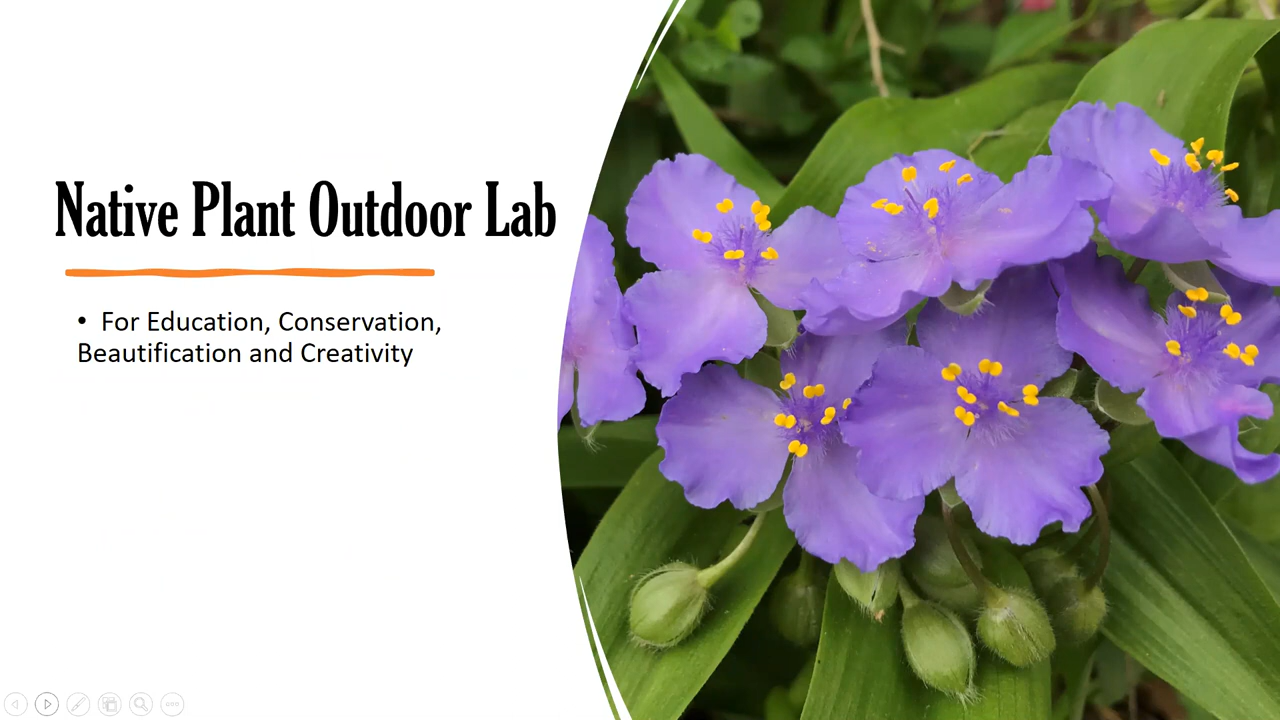 Native Plant Outdoor Lab
• For Education, Conservation,
Beautification and Creativity